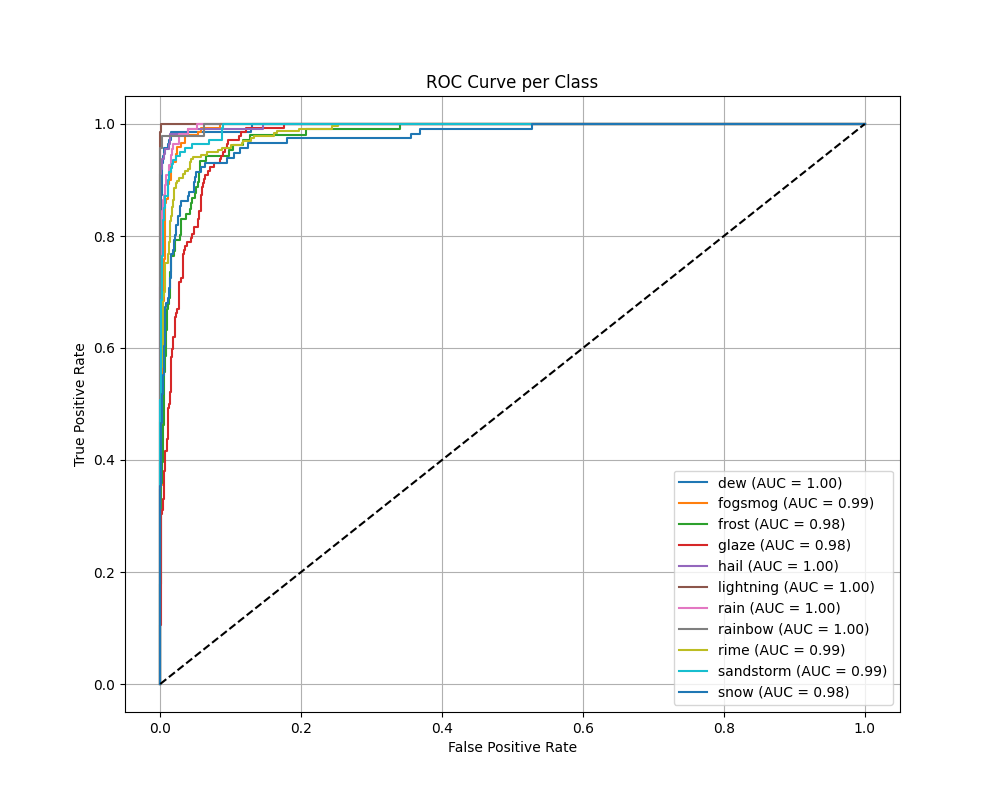 ROC Curve per Class
True Positive Rate
1.0
0.8
0.6
0.4
0.2
0.0
dew (AUC = 1.00)
fogsmog (AUC = 0.99)
frost (AUC = 0.98)
glaze (AUC = 0.98)
hail (AUC = 1.00)
lightning (AUC = 1.00)
rain (AUC = 1.00)
rainbow (AUC = 1.00)
rime (AUC = 0.99)
sandstorm (AUC = 0.99)
snow (AUC = 0.98)
0.0 0.2 0.4 0.6 0.8 1.0
False Positive Rate